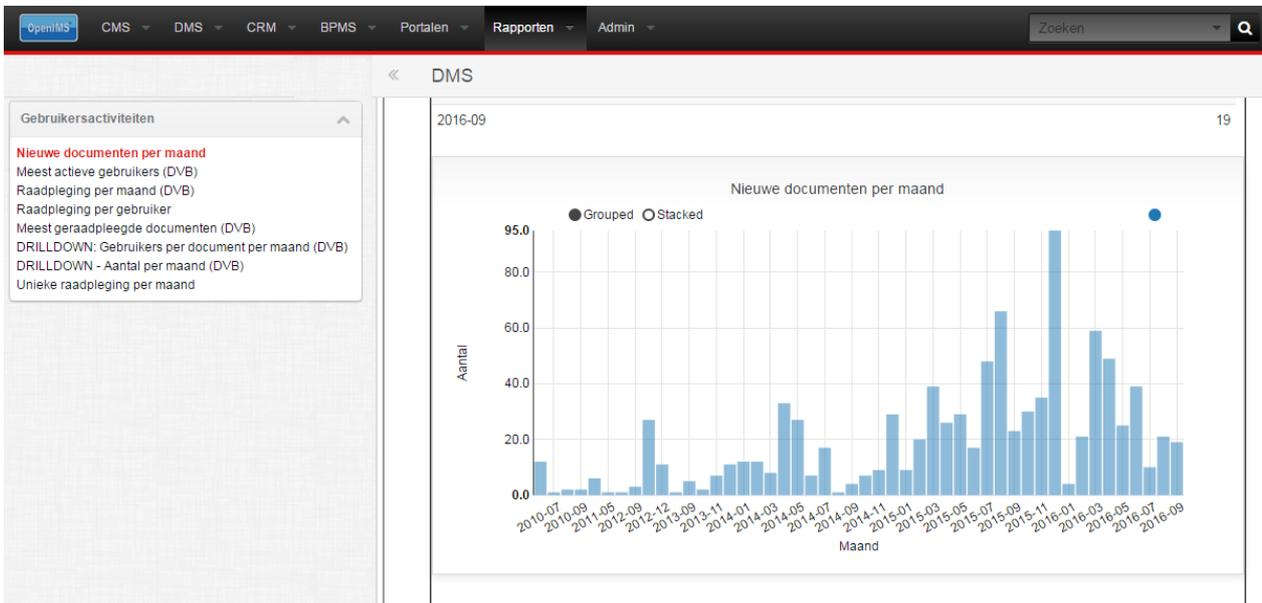 OpenIMS CMS DMS CRM BPMS Portalen Rapporten Admin Zoeken
DMS
Gebruikersactiviteiten
Nieuwe documenten per maand
Meest actieve gebruikers (DVB)
Raadpleging per maand (DVB)
Raadpleging per gebruiker
Meest geraadpleegde documenten (DVB)
DRILLDOWN: Gebruikers per document per maand (DVB)
DRILLDOWN - Aantal per maand (DVB)
Unieke raadpleging per maand
2016-09 19
Nieuwe documenten per maand
Grouped Stacked
95.0
80.0
60.0
40.0
20.0
0.0
Aantal
2010-07 2010-09 2011-05 2012-09 2012-12 2013-09 2013-11 2014-01 2014-03 2014-05 2014-07 2014-09 2014-11 2015-01 2015-03 2015-05 2015-07 2015-09 2015-11 2016-01 2016-03 2016-05 2016-07 2016-09
Maand